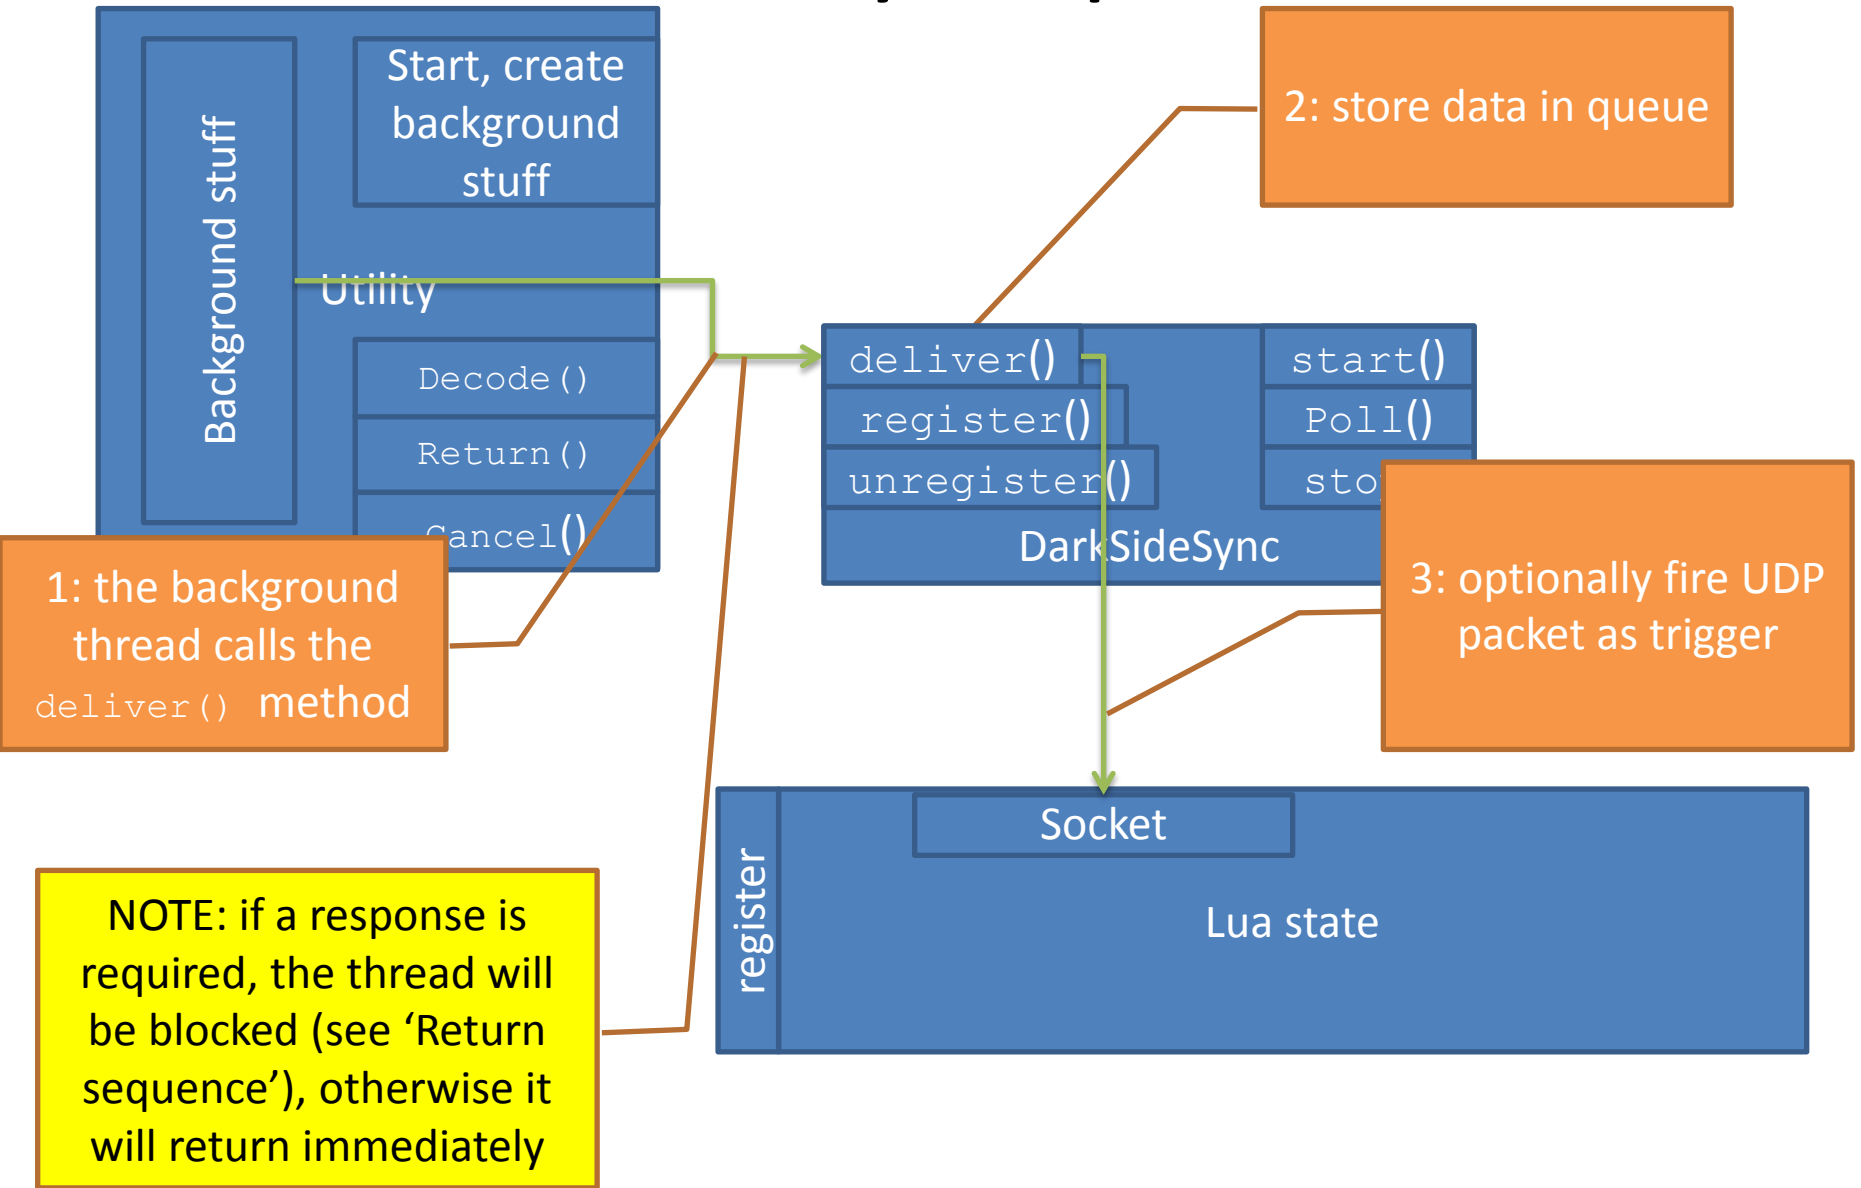 Start, create
background
stuff
Background stuff
Utility
Decode()
Return()
Cancel()
2: store data in queue
deliver()
register()
unregister()
start()
Poll()
DarkSideSync
1: the background
thread calls the
deliver() method
3: optionally fire UDP
packet as trigger
Socket
register
Lua state
NOTE: if a response is
required, the thread will
be blocked (see ‘Return
sequence’), otherwise it
will return immediately